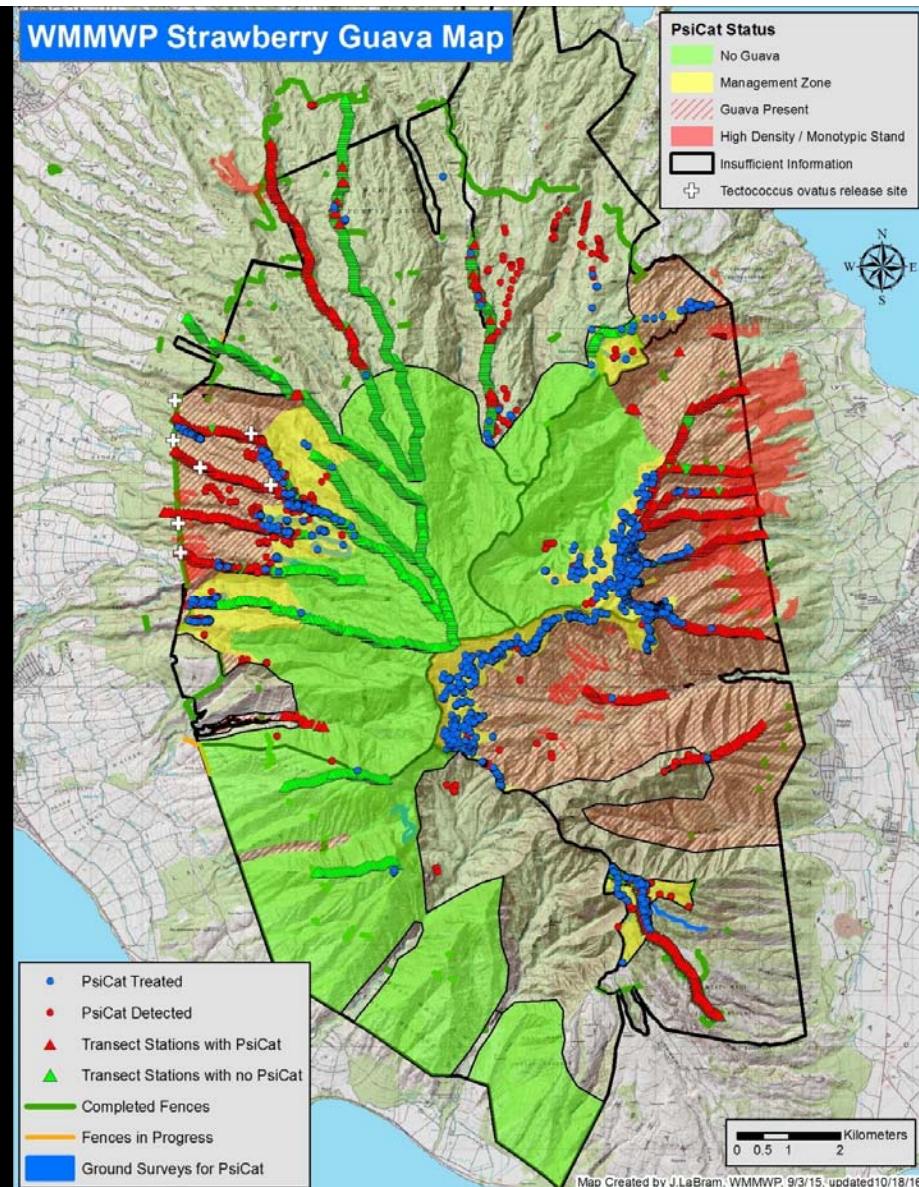 WMMWP Strawberry Guava Map
PsiCat Status
No Guava
Management Zone
Guava Present
High Density / Monotypic Stand
Insufficient Information
Tectococcus ovatus release site
N
W
E
S
PsiCat Treated
PsiCat Detected
Transect Stations with PsiCat
Transect Stations with no PsiCat
Completed Fences
Fences in Progress
Ground Surveys for PsiCat
Kilometers
0 0.5 1 2
Map Created by J.LaBram, WMMWP, 9/3/15, updated10/18/16